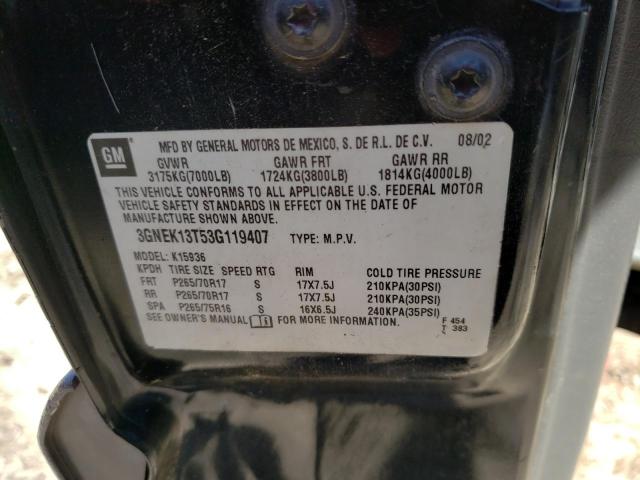 GM
MFD BY GENERAL MOTORS DE MEXICO, S. DE R.L. DE C.V. 08/02
GVWR GAWR FRT GAWR RR
3175KG(7000LB) 1724KG(3800LB) 1814KG(4000LB)
THIS VEHICLE CONFORMS TO ALL APPLICABLE U.S. FEDERAL MOTOR
VEHICLE SAFETY STANDARDS IN EFFECT ON THE DATE OF
MANUFACTURE SHOWN ABOVE.
3GNEK13T53G119407 TYPE: M.P.V.
MODEL: K15936
KPDH TIRE SIZE SPEED RTG RIM COLD TIRE PRESSURE
FRT P265/70R17 S 17X7.5J 210KPA(30PSI)
RR P265/70R17 S 17X7.5J 210KPA(30PSI)
SPA P265/75R16 S 16X6.5J 240KPA(35PSI)
SEE OWNER'S MANUAL FOR MORE INFORMATION.
F 454
T 383